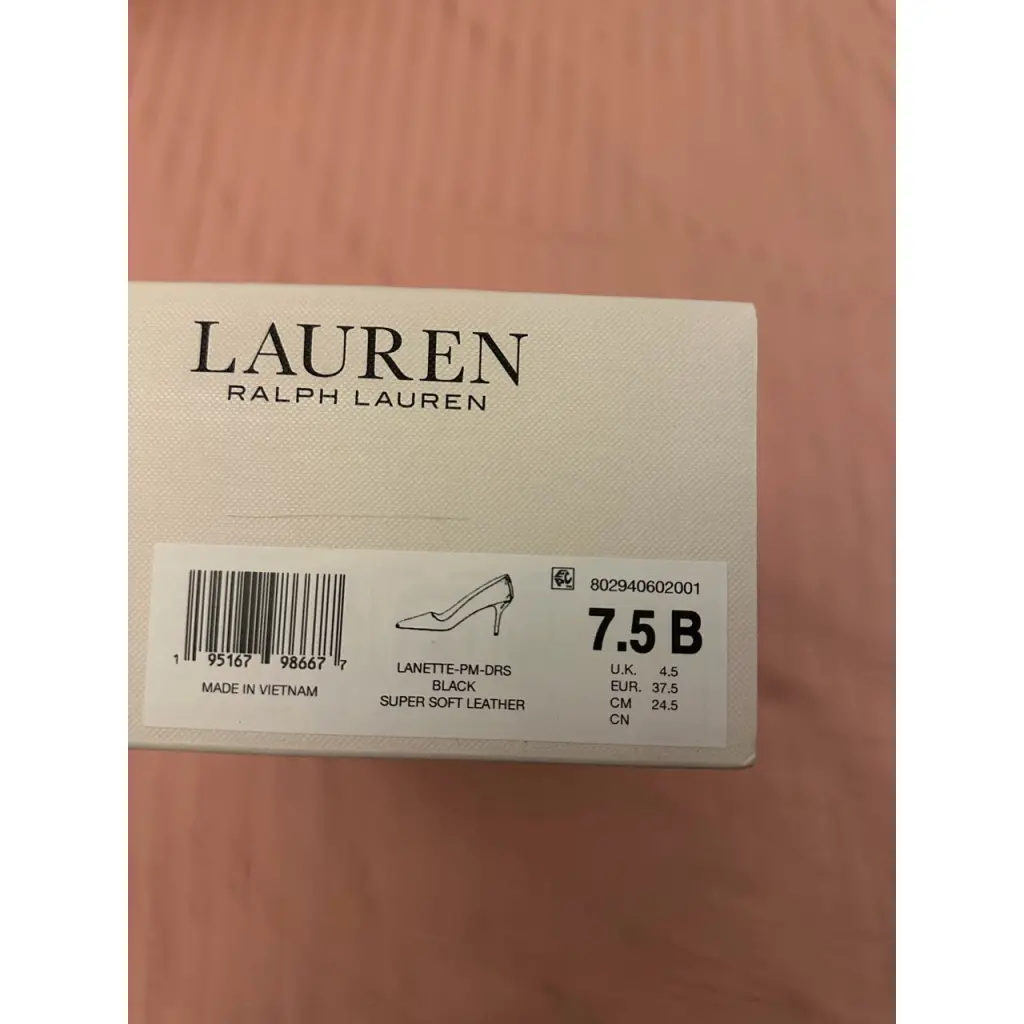 LAUREN
RALPH LAUREN
802940602001
7.5 B
U.K. 4.5
EUR. 37.5
CM 24.5
CN
LANETTE-PM-DRS
BLACK
SUPER SOFT LEATHER
1 95167 98667 7
MADE IN VIETNAM